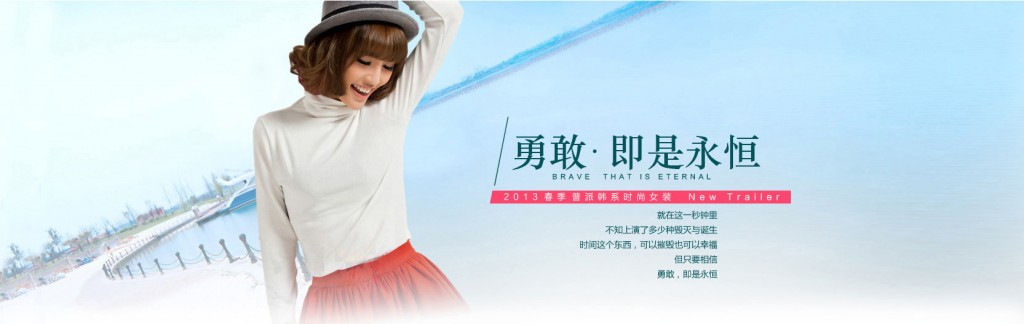 勇敢·即是永恒
BRAVE THAT IS ETERNAL
2013春季普派韩系时尚女装 New Trailer
就在这一秒钟里
不知上演了多少种毁灭与诞生
时间这个东西，可以摧毁也可以幸福
但只要相信
勇敢，即是永恒